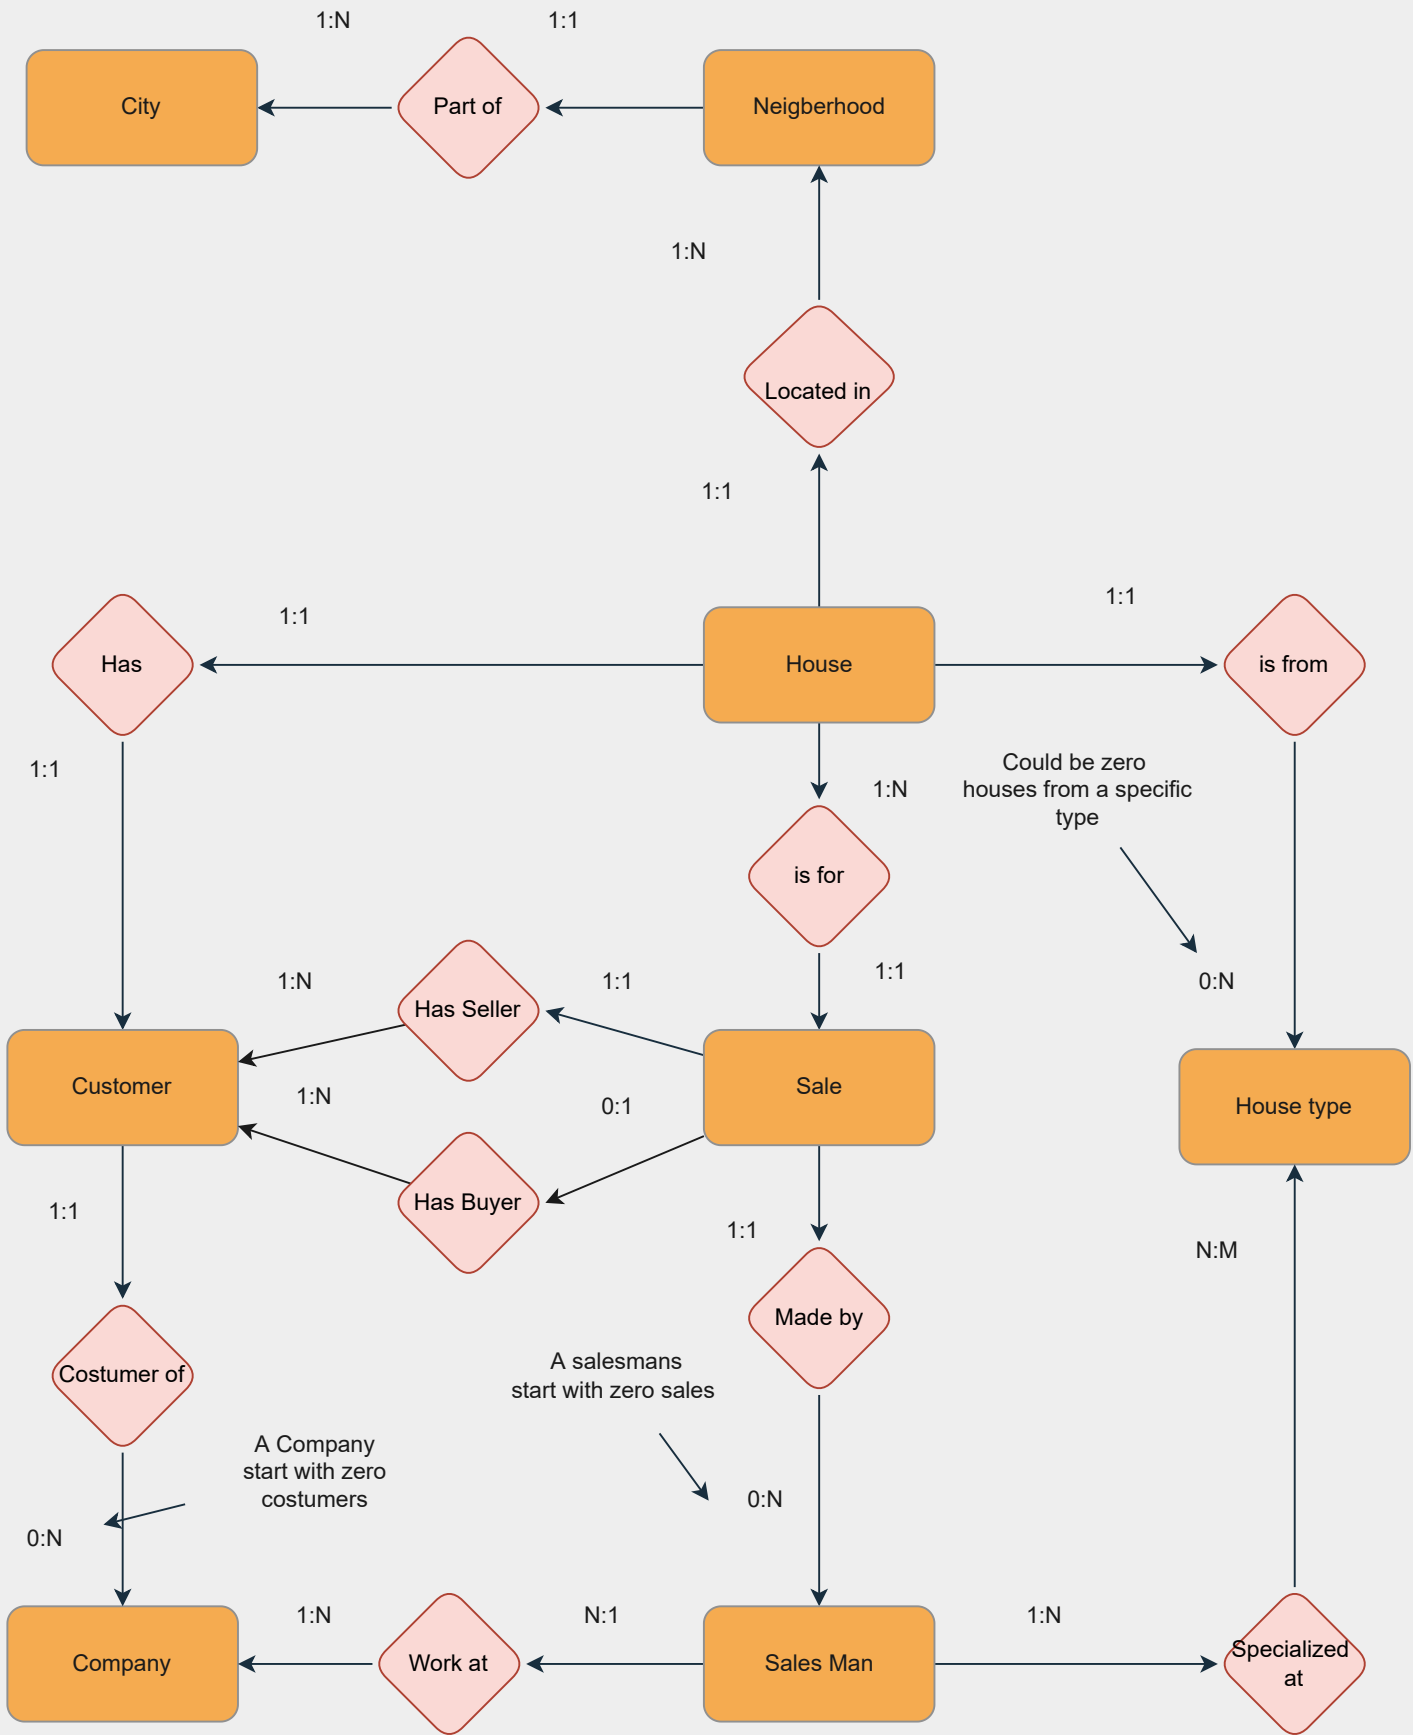 1:N
1:1
City
Part of
Neigberhood
1:N
Located in
1:1
1:1
1:1
Has
House
is from
1:1
1:N
Could be zero
houses from a specific
type
is for
1:N
Has Seller
1:1
1:1
0:N
Customer
1:N
0:1
Sale
House type
1:1
Has Buyer
1:1
N:M
Made by
Costumer of
A salesmans
start with zero sales
A Company
start with zero
costumers
0:N
0:N
1:N
N:1
1:N
Company
Work at
Sales Man
Specialized
at